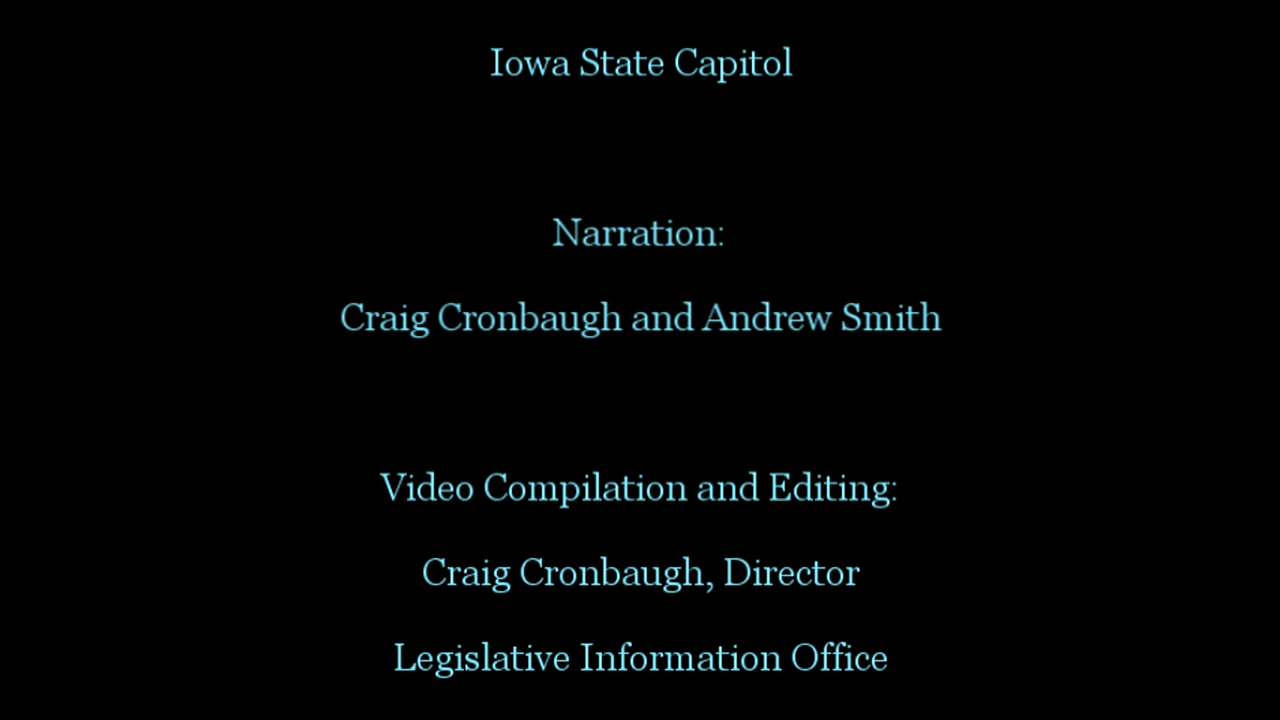 Iowa State Capitol
Narration:
Craig Cronbaugh and Andrew Smith
Video Compilation and Editing:
Craig Cronbaugh, Director
Legislative Information Office